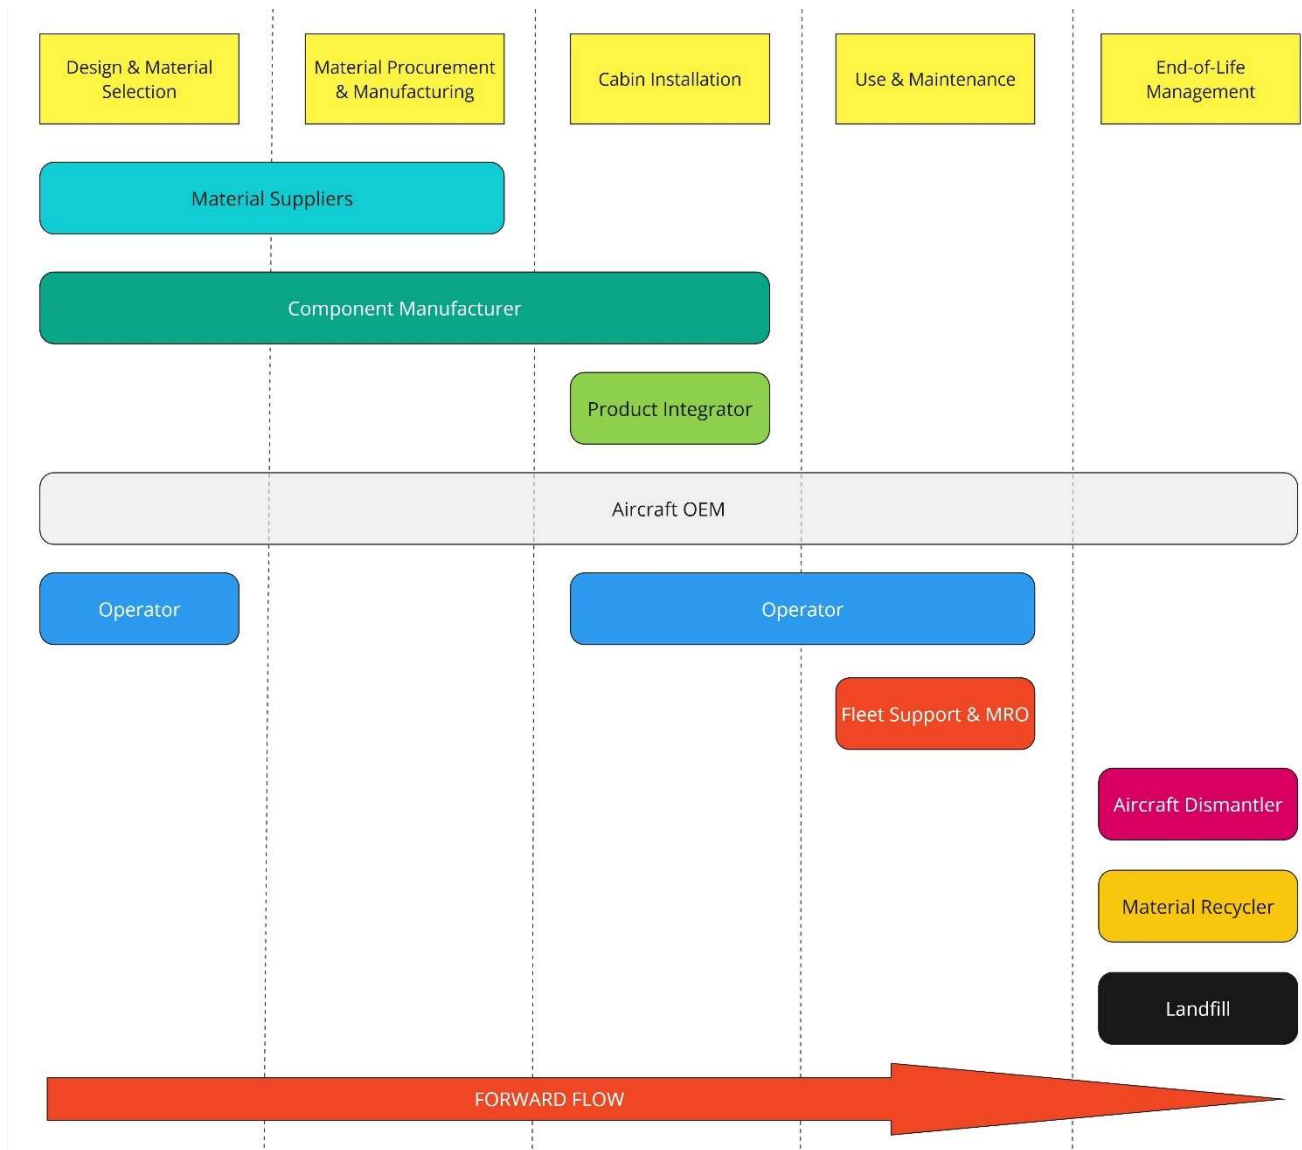 Design & Material
Selection
Material Procurement
& Manufacturing
Cabin Installation
Use & Maintenance
End-of-Life
Management
Material Suppliers
Component Manufacturer
Product Integrator
Aircraft OEM
Operator
Operator
Fleet Support & MRO
Aircraft Dismantler
Material Recycler
Landfill
FORWARD FLOW